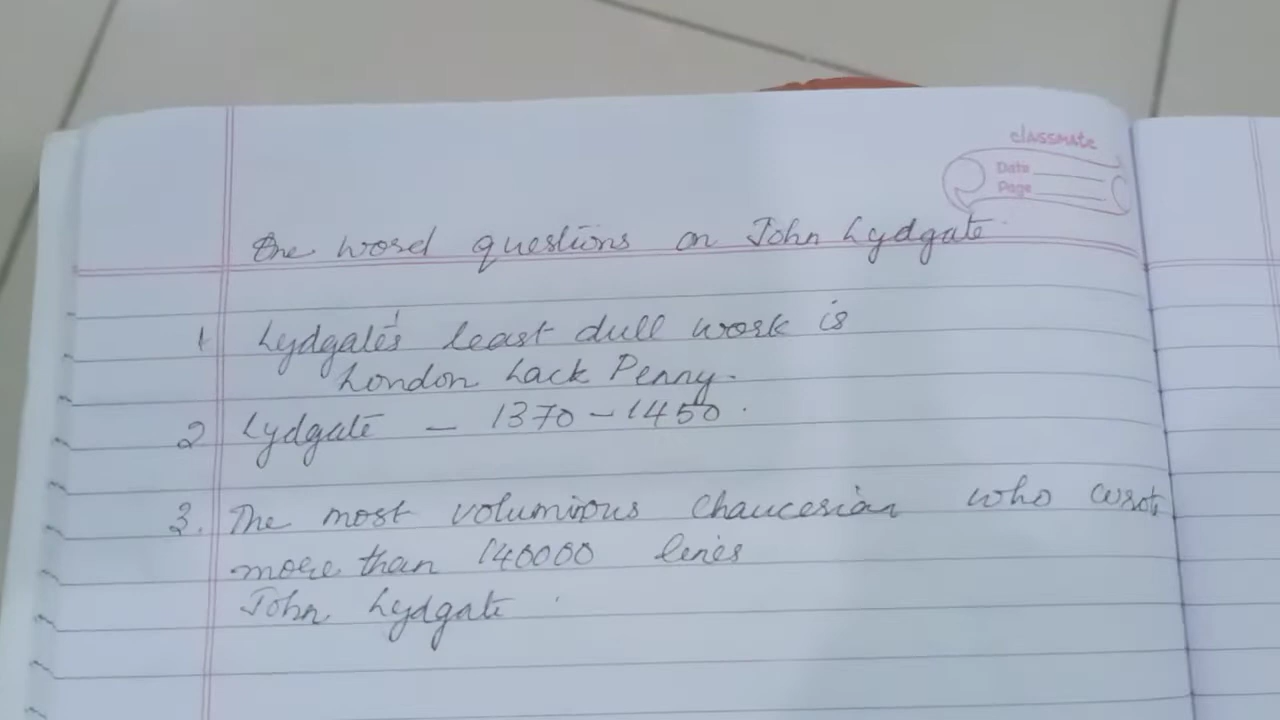 classmate
Date
Page
One word questions on John Lydgate
1 Lydgate's least dull work is
London Lack Penny.
2 Lydgate – 1370 – 1450.
3. The most voluminous Chaucerian who wrote
more than 140000 lines
John Lydgate.